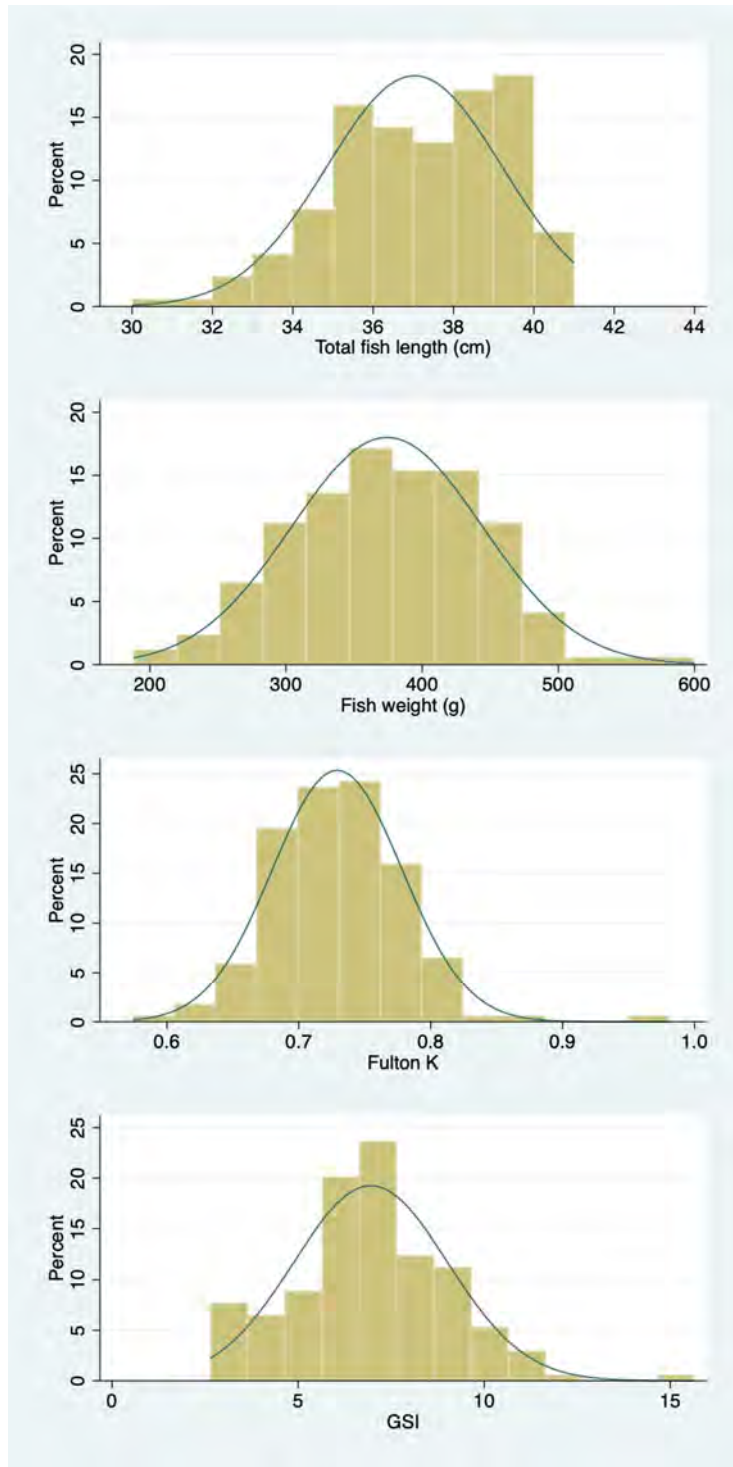 20
15
10
5
0
Percent
30 32 34 36 38 40 42 44
Total fish length (cm)
20
15
10
5
0
Percent
200 300 400 500 600
Fish weight (g)
25
20
15
10
5
0
Percent
0.6 0.7 0.8 0.9 1.0
Fulton K
25
20
15
10
5
0
Percent
0 5 10 15
GSI